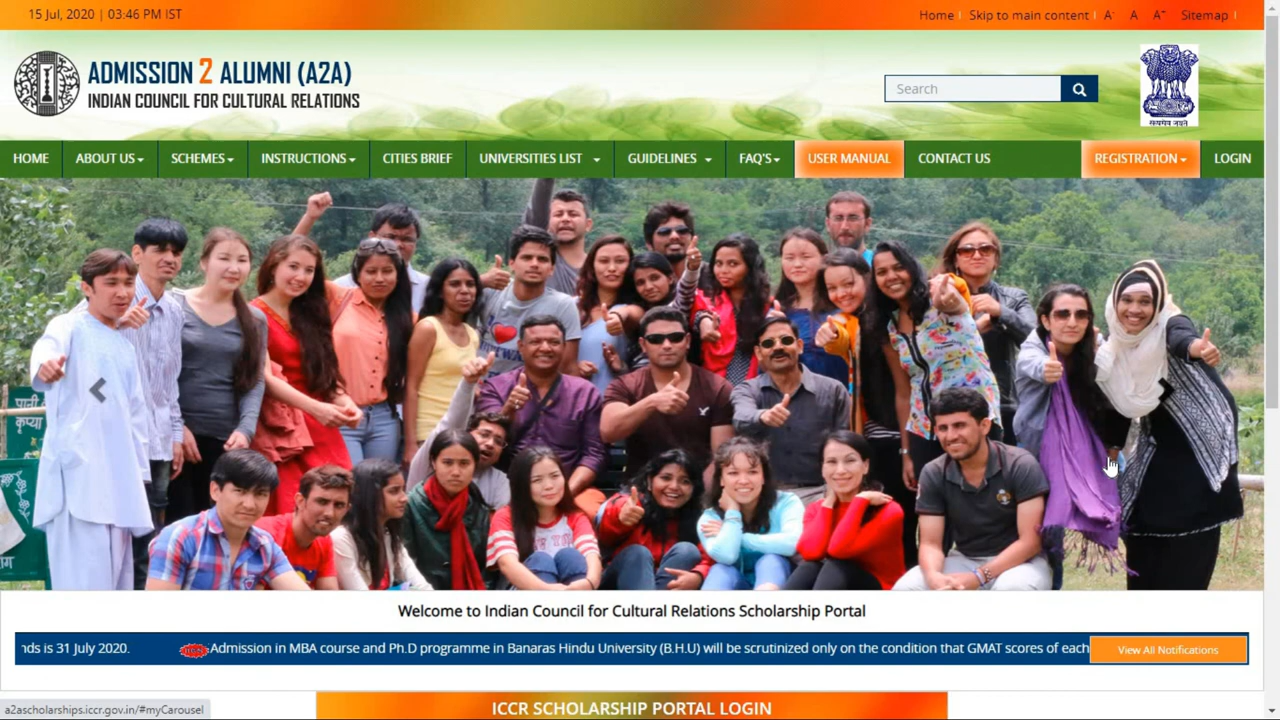 15 Jul, 2020 | 03:46 PM IST
Home | Skip to main content | A- A A+ Sitemap |
ADMISSION 2 ALUMNI (A2A)
INDIAN COUNCIL FOR CULTURAL RELATIONS
Search
सत्यमेव जयते
HOME ABOUT US SCHEMES INSTRUCTIONS CITIES BRIEF UNIVERSITIES LIST GUIDELINES FAQ'S USER MANUAL CONTACT US REGISTRATION LOGIN
पानी
कृप्या
Welcome to Indian Council for Cultural Relations Scholarship Portal
nds is 31 July 2020. Admission in MBA course and Ph.D programme in Banaras Hindu University (B.H.U) will be scrutinized only on the condition that GMAT scores of each View All Notifications
ICCR SCHOLARSHIP PORTAL LOGIN
a2ascholarships.iccr.gov.in/#myCarousel